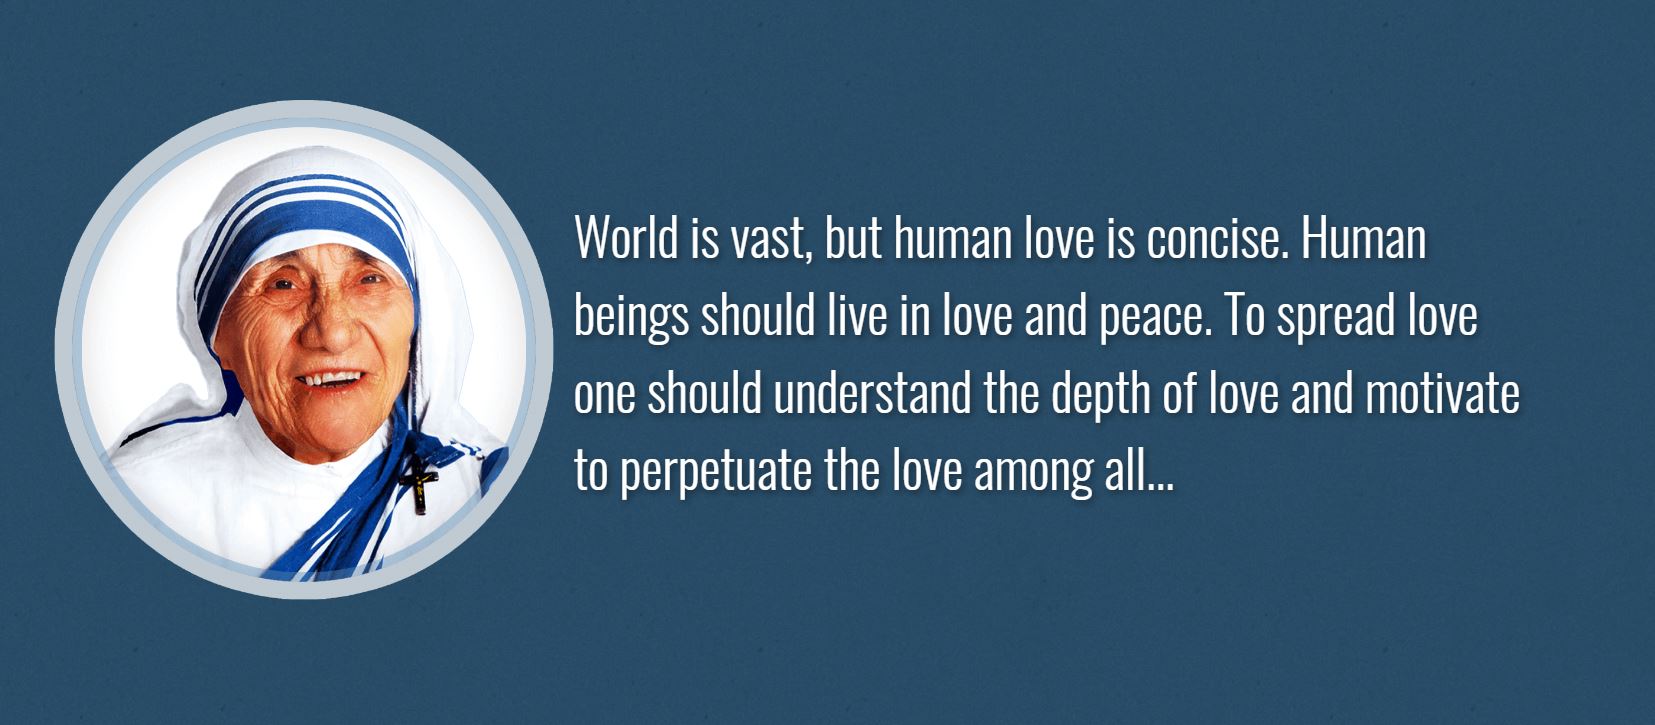 World is vast, but human love is concise. Human
beings should live in love and peace. To spread love
one should understand the depth of love and motivate
to perpetuate the love among all...